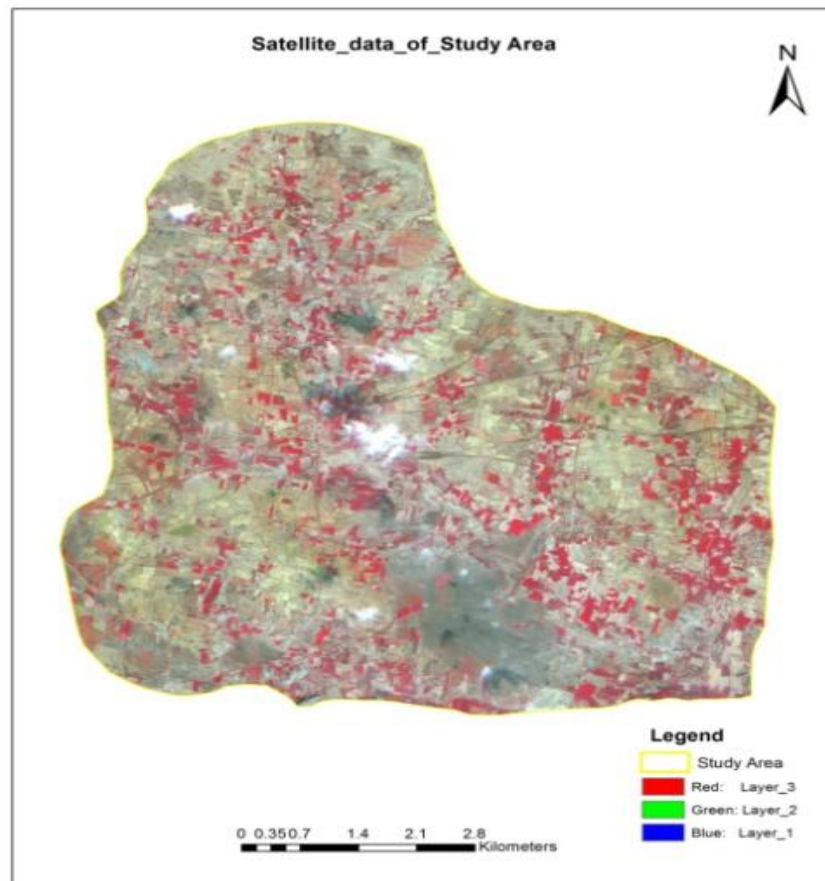 Satellite_data_of_Study Area
N
Legend
Study Area
Red: Layer_3
Green: Layer_2
Blue: Layer_1
0 0.35 0.7 1.4 2.1 2.8
Kilometers